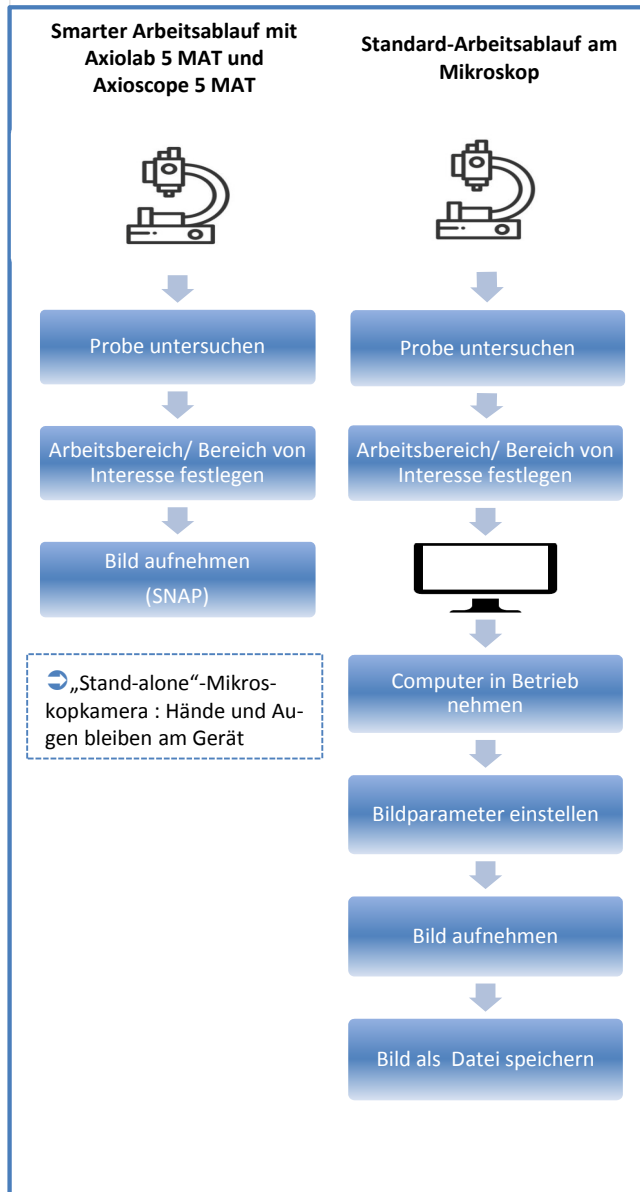 Smarter Arbeitsablauf mit
Axiolab 5 MAT und
Axioscope 5 MAT
Probe untersuchen
Arbeitsbereich/ Bereich von
Interesse festlegen
Bild aufnehmen
(SNAP)
„Stand-alone“-Mikros-
kopkamera : Hände und Au-
gen bleiben am Gerät
Standard-Arbeitsablauf am
Mikroskop
Probe untersuchen
Arbeitsbereich/ Bereich von
Interesse festlegen
Computer in Betrieb
nehmen
Bildparameter einstellen
Bild aufnehmen
Bild als  Datei speichern